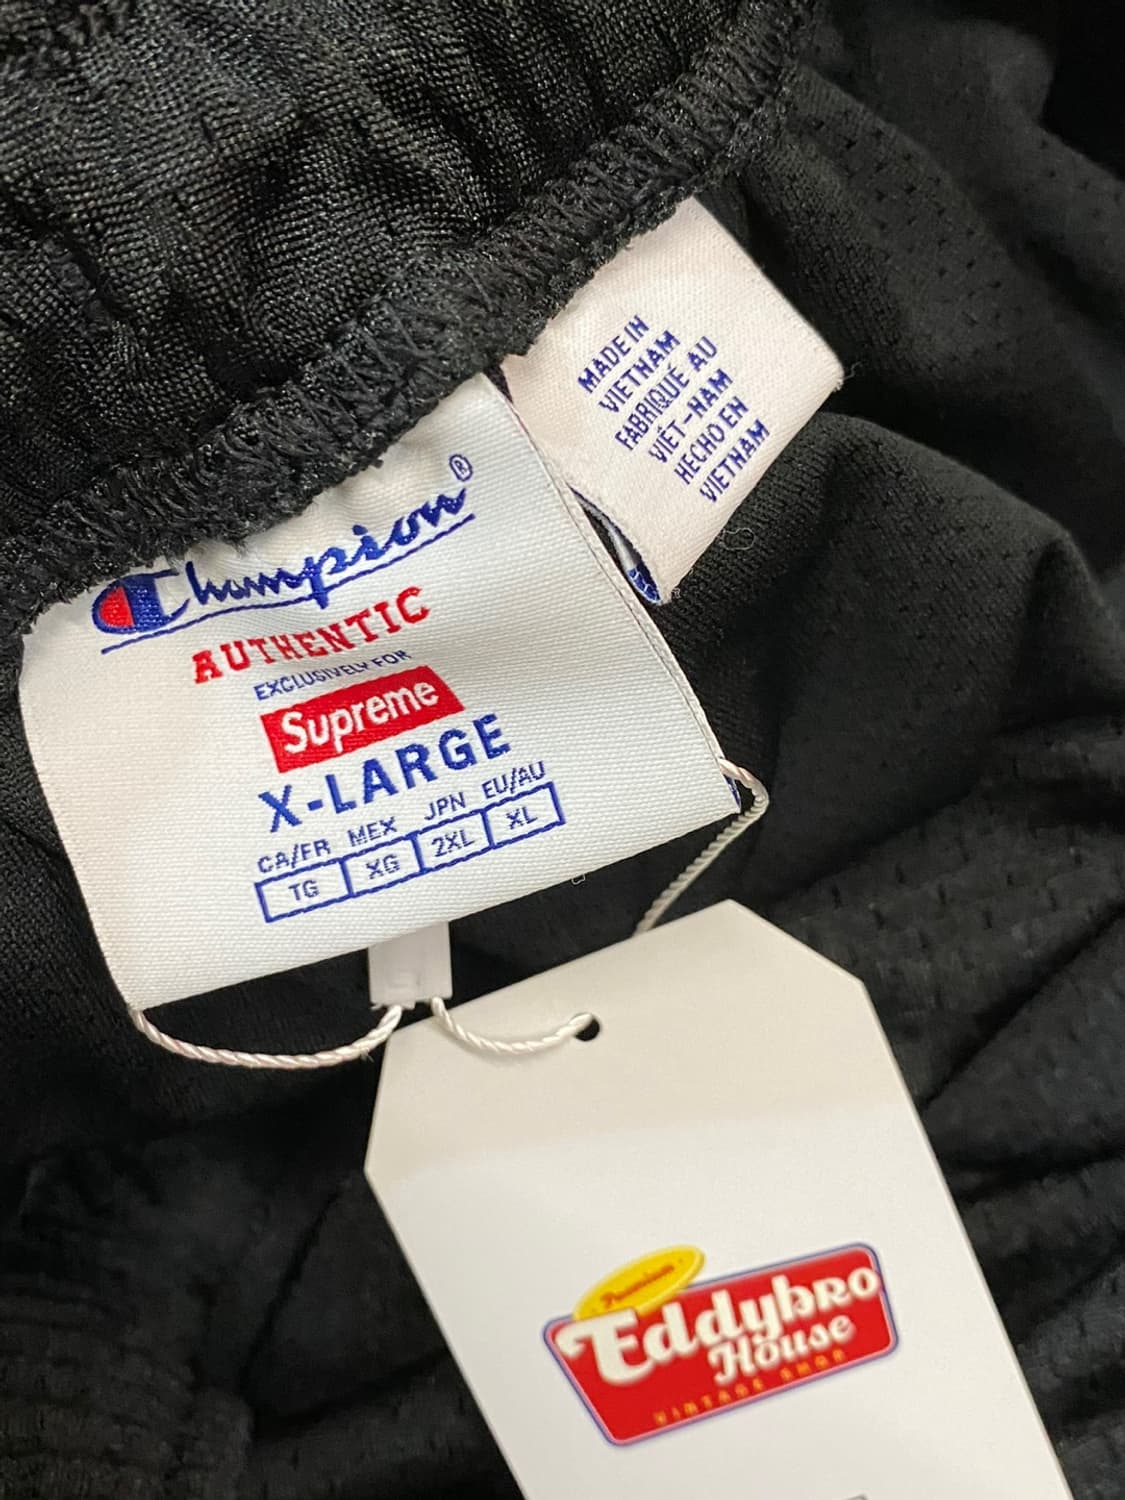 MADE IN
VIETNAM
FABRIQUÉ AU
VIÊT-NAM
HECHO EN
VIETNAM
Champion®
AUTHENTIC
EXCLUSIVELY FOR
Supreme
X-LARGE
CA/FR MEX JPN EU/AU
TG XG 2XL XL
Premium
Eddybro
House
VINTAGE SHOP